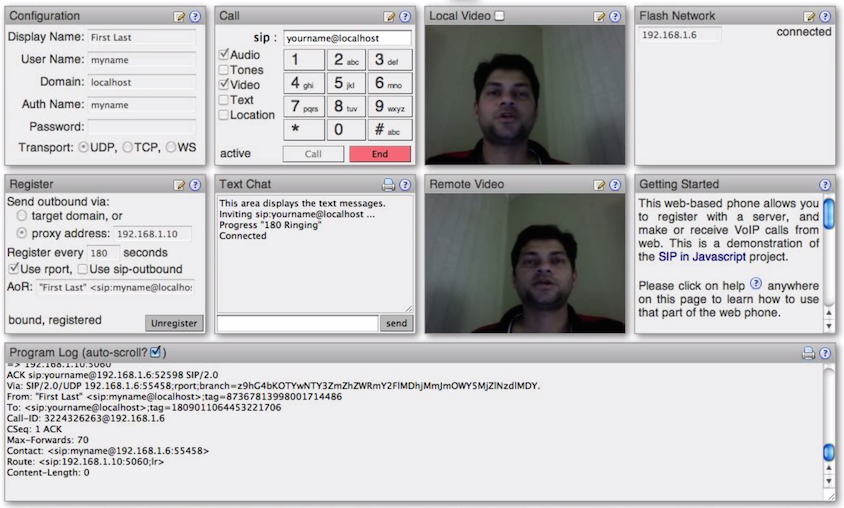 Configuration
Display Name: First Last
User Name: myname
Domain: localhost
Auth Name: myname
Password:
Transport: UDP, TCP, WS
Call
sip : yourname@localhost
Audio
Tones
Video
Text
Location
1 2 abc 3 def
4 ghi 5 jkl 6 mno
7 pqrs 8 tuv 9 wxyz
* 0 # abc
active Call End
Local Video
Flash Network
192.168.1.6 connected
Register
Send outbound via:
target domain, or
proxy address: 192.168.1.10
Register every 180 seconds
Use rport, Use sip-outbound
AoR: "First Last" <sip:myname@localhos
bound, registered Unregister
Text Chat
This area displays the text messages.
Inviting sip:yourname@localhost ...
Progress "180 Ringing"
Connected
send
Remote Video
Getting Started
This web-based phone allows you
to register with a server, and
make or receive VoIP calls from
web. This is a demonstration of
the SIP in Javascript project.
Please click on help ? anywhere
on this page to learn how to use
that part of the web phone.
Program Log (auto-scroll? )
=> 192.168.1.10:5060
ACK sip:yourname@192.168.1.6:52598 SIP/2.0
Via: SIP/2.0/UDP 192.168.1.6:55458;rport;branch=z9hG4bKOTYwNTY3ZmZhZWRmY2FlMDhjMmJmOWY5MjZlNzdlMDY.
From: "First Last" <sip:myname@localhost>;tag=87367813998001714486
To: <sip:yourname@localhost>;tag=1809011064453221706
Call-ID: 3224326263@192.168.1.6
CSeq: 1 ACK
Max-Forwards: 70
Contact: <sip:myname@192.168.1.6:55458>
Route: <sip:192.168.1.10:5060;lr>
Content-Length: 0